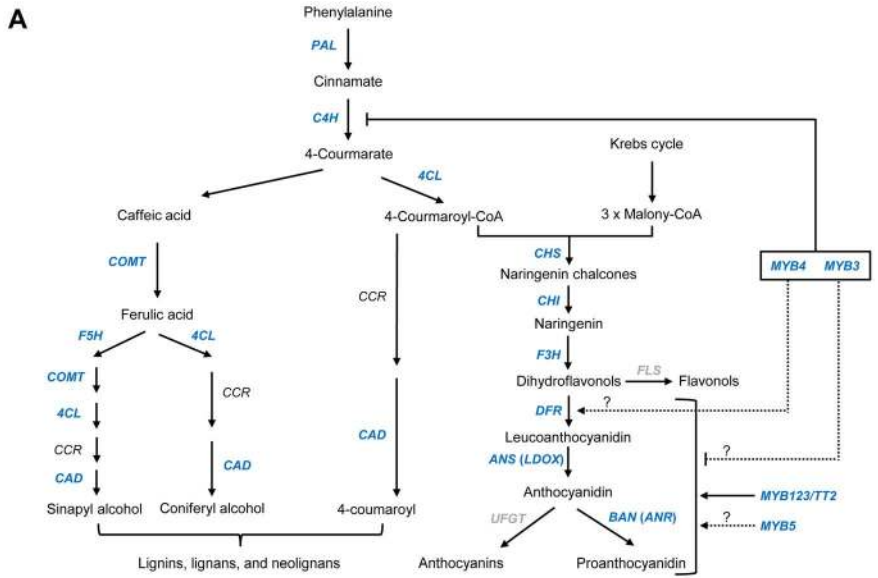 A
Phenylalanine
PAL
Cinnamate
C4H
4-Courmarate
Krebs cycle
4CL
Caffeic acid
4-Courmaroyl-CoA
3 x Malony-CoA
COMT
CHS
Naringenin chalcones
MYB4 MYB3
CCR
CHI
Ferulic acid
Naringenin
F5H
4CL
F3H
COMT
FLS
Dihydroflavonols
Flavonols
CCR
?
4CL
DFR
CAD
Leucoanthocyanidin
CCR
?
ANS (LDOX)
CAD
CAD
Anthocyanidin
MYB123/TT2
Sinapyl alcohol
Coniferyl alcohol
4-coumaroyl
UFGT
BAN (ANR)
?
MYB5
Lignins, lignans, and neolignans
Anthocyanins
Proanthocyanidin